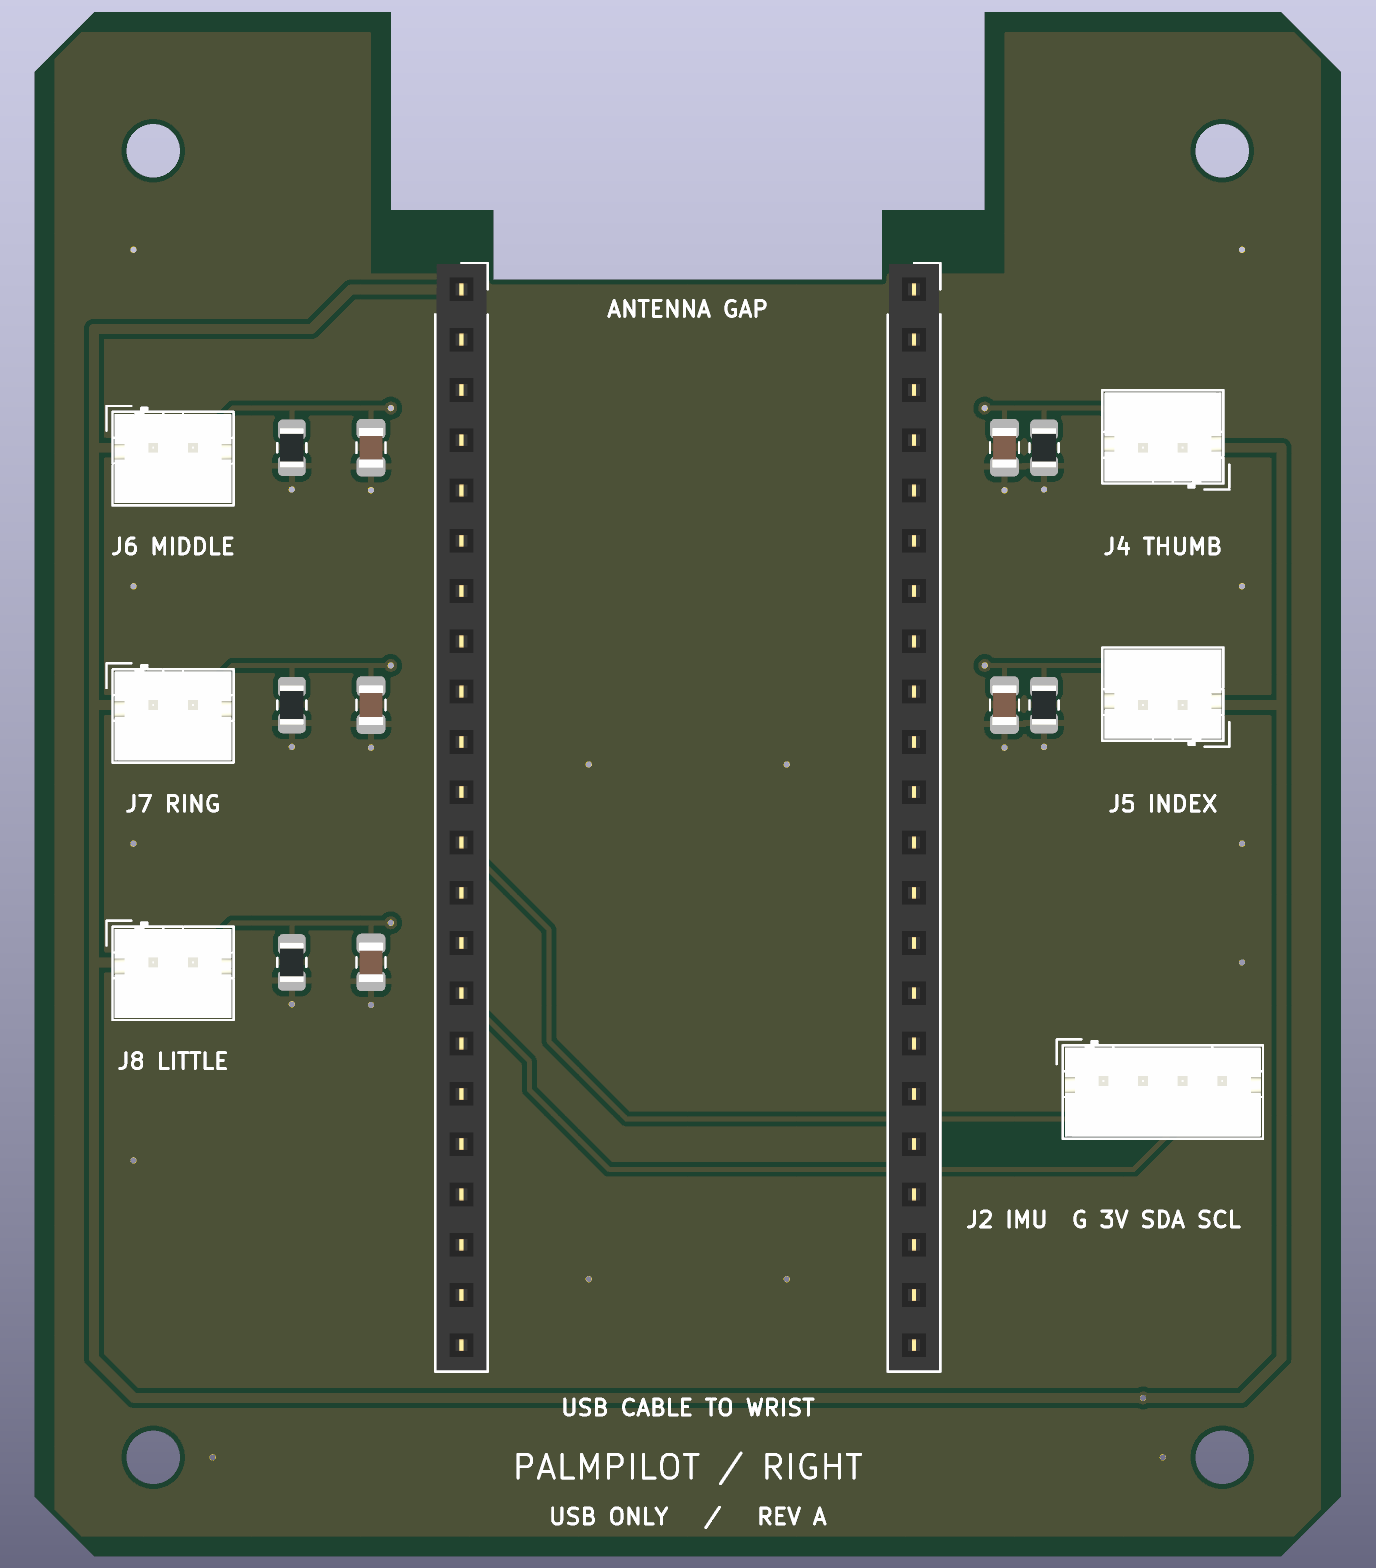 ANTENNA GAP
J6 MIDDLE
J4 THUMB
J7 RING
J5 INDEX
J8 LITTLE
J2 IMU  G 3V SDA SCL
USB CABLE TO WRIST
PALMPILOT / RIGHT
USB ONLY / REV A